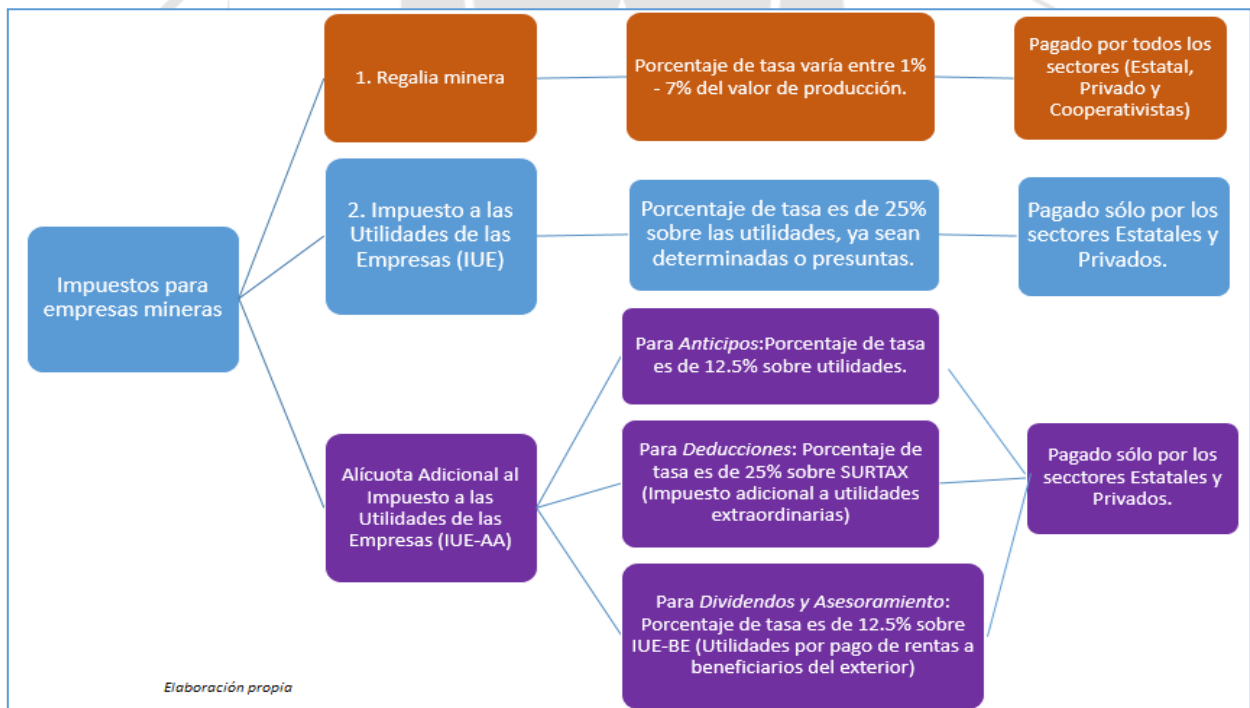 Impuestos para
empresas mineras
1. Regalia minera
Porcentaje de tasa varía entre 1%
- 7% del valor de producción.
Pagado por todos los
sectores (Estatal,
Privado y
Cooperativistas)
2. Impuesto a las
Utilidades de las
Empresas (IUE)
Porcentaje de tasa es de 25%
sobre las utilidades, ya sean
determinadas o presuntas.
Pagado sólo por los
sectores Estatales y
Privados.
Alícuota Adicional al
Impuesto a las
Utilidades de las
Empresas (IUE-AA)
Para Anticipos:Porcentaje de tasa
es de 12.5% sobre utilidades.
Para Deducciones: Porcentaje de
tasa es de 25% sobre SURTAX
(Impuesto adicional a utilidades
extraordinarias)
Para Dividendos y Asesoramiento:
Porcentaje de tasa es de 12.5% sobre
IUE-BE (Utilidades por pago de rentas a
beneficiarios del exterior)
Pagado sólo por los
secctores Estatales y
Privados.
Elaboración propia